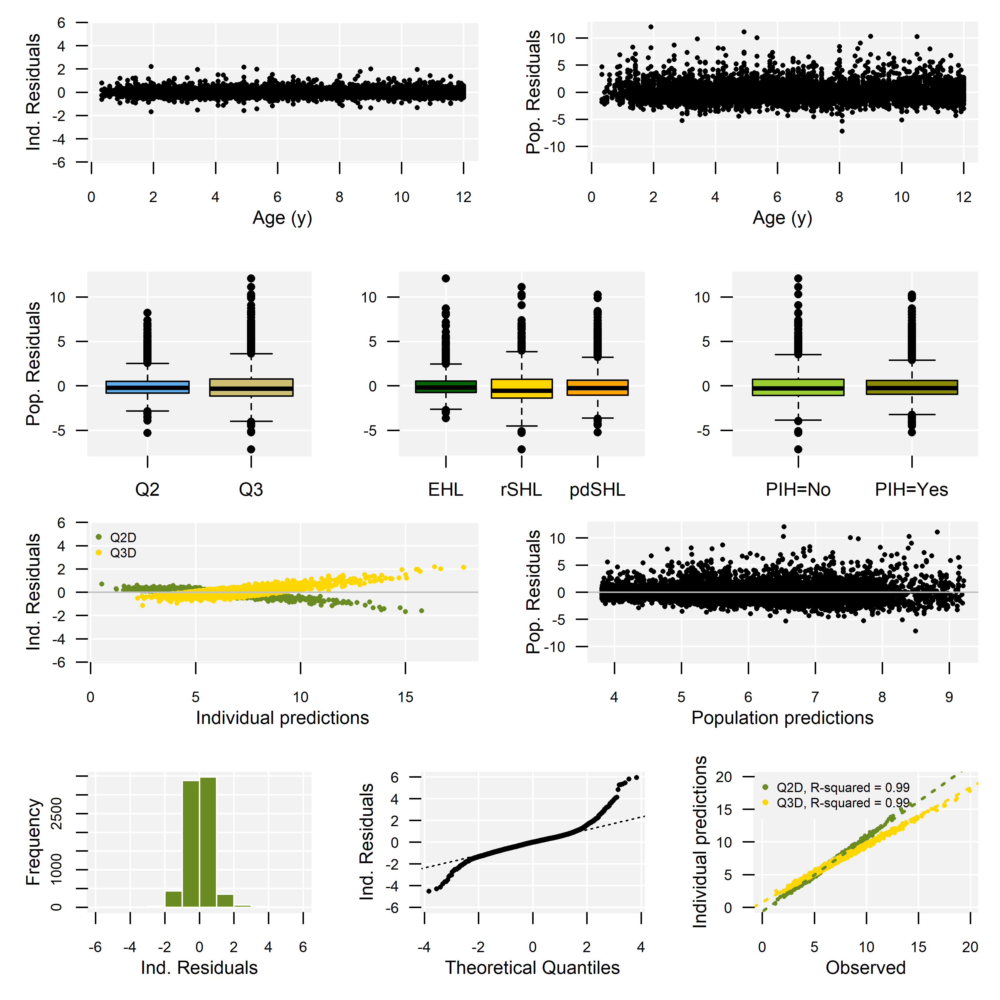 Ind. Residuals
6
4
2
0
-2
-4
-6
0 2 4 6 8 10 12
Age (y)
Pop. Residuals
10
5
0
-5
-10
0 2 4 6 8 10 12
Age (y)
Pop. Residuals
10
5
0
-5
Q2 Q3
10
5
0
-5
EHL rSHL pdSHL
10
5
0
-5
PIH=No PIH=Yes
Ind. Residuals
6
4
2
0
-2
-4
-6
Q2D
Q3D
0 5 10 15
Individual predictions
Pop. Residuals
10
5
0
-5
-10
4 5 6 7 8 9
Population predictions
Frequency
2500
1000
0
-6 -4 -2 0 2 4 6
Ind. Residuals
Ind. Residuals
6
4
2
0
-2
-4
-6
-4 -2 0 2 4
Theoretical Quantiles
Individual predictions
20
15
10
5
0
Q2D, R-squared = 0.99
Q3D, R-squared = 0.99
0 5 10 15 20
Observed